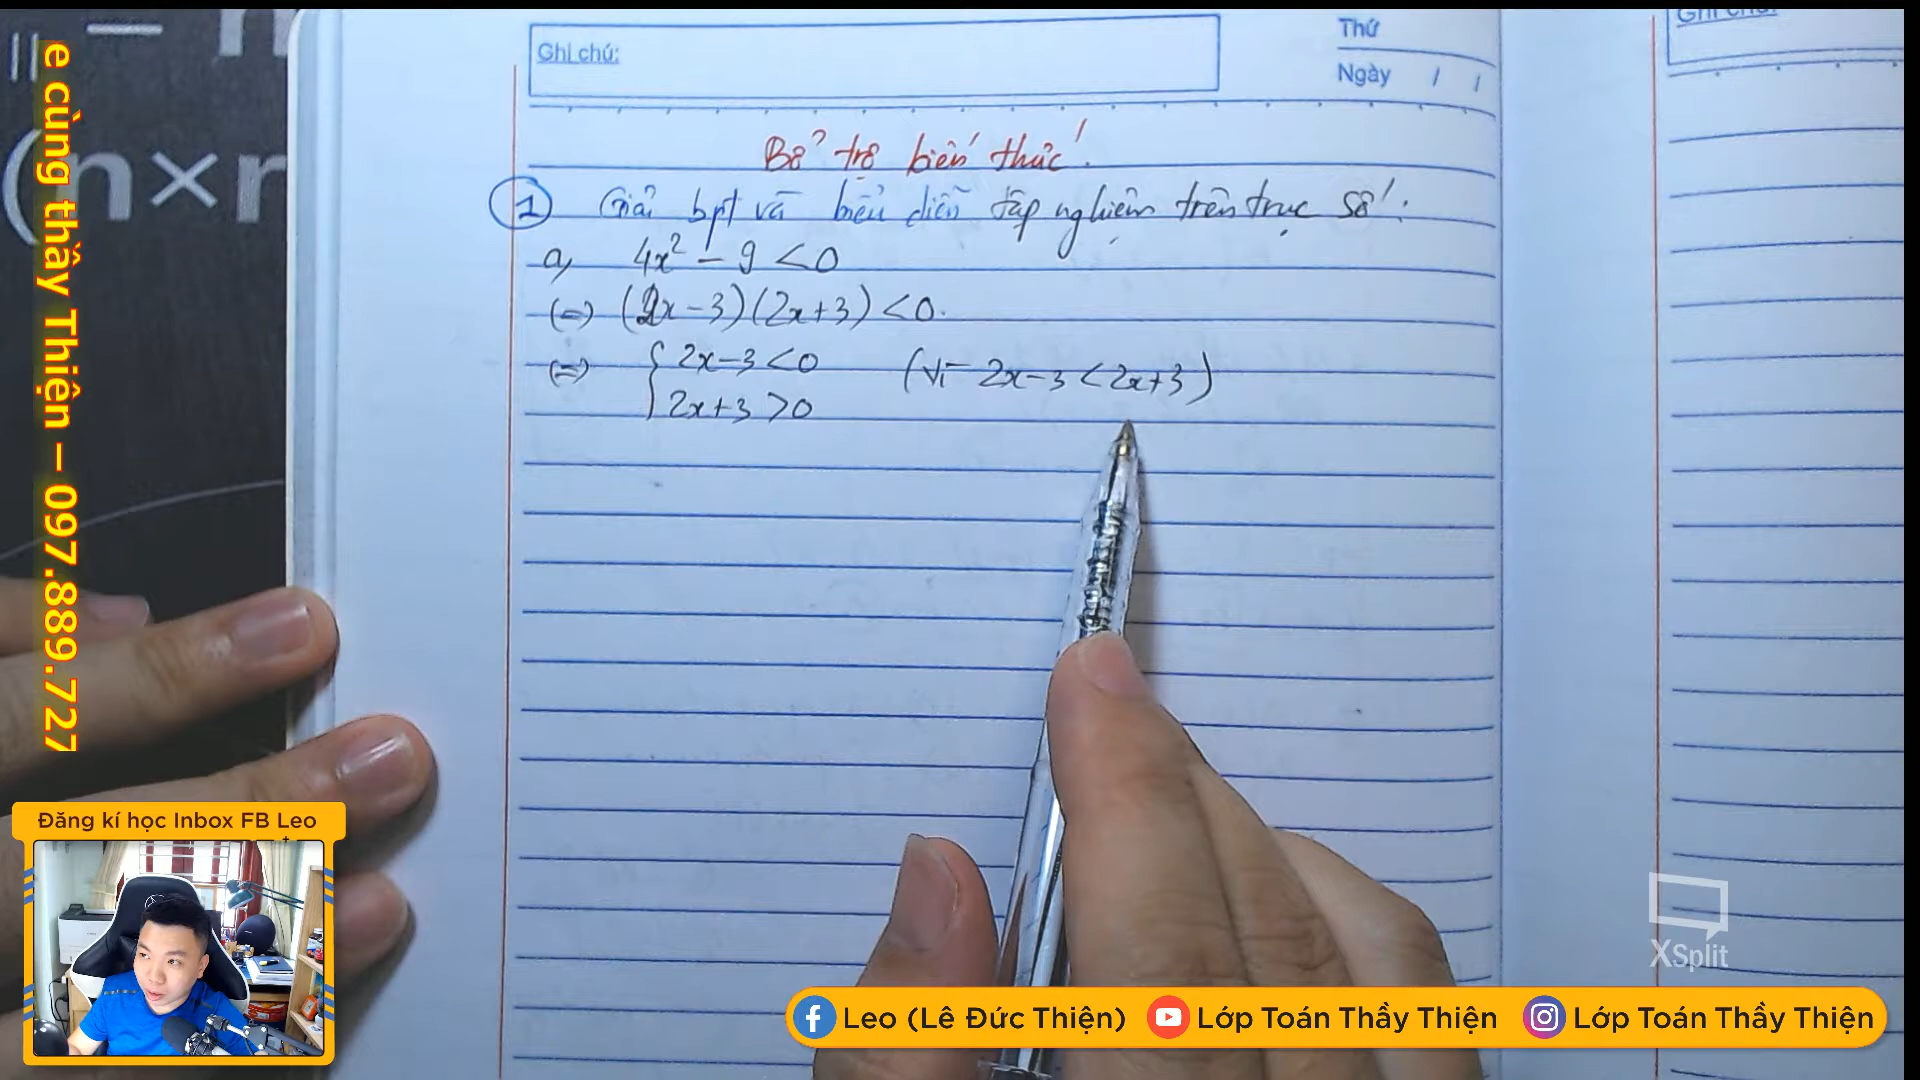 Ghi chú:
Thứ
Ngày / /
Ghi chú:
Bổ trợ kiến thức!
1 Giải bpt và biểu diễn tập nghiệm trên trục số:
a, 4x² - 9 < 0
(=) (2x - 3)(2x + 3) < 0.
(=) { 2x - 3 < 0 (vì 2x - 3 < 2x + 3)
2x + 3 > 0
e cùng thầy Thiện – 097.889.727
(n×n
Đăng kí học Inbox FB Leo
XSplit
Leo (Lê Đức Thiện) Lớp Toán Thầy Thiện Lớp Toán Thầy Thiện